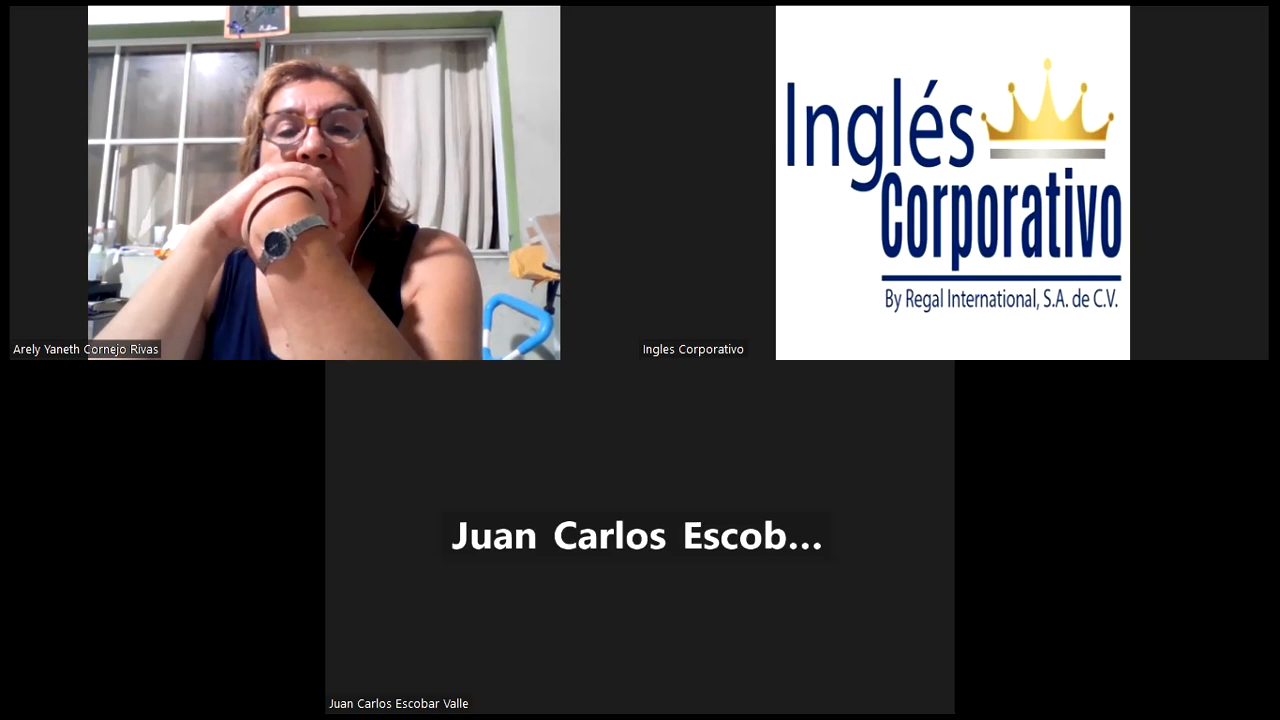 Arely Yaneth Cornejo Rivas
Inglés
Corporativo
By Regal International, S.A. de C.V.
Ingles Corporativo
Juan Carlos Escob...
Juan Carlos Escobar Valle